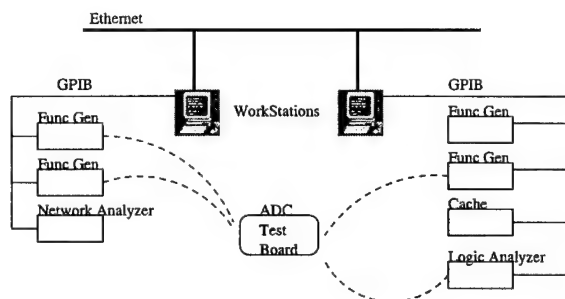 Ethernet
GPIB
GPIB
WorkStations
Func Gen
Func Gen
Func Gen
Func Gen
Network Analyzer
ADC
Test
Board
Cache
Logic Analyzer